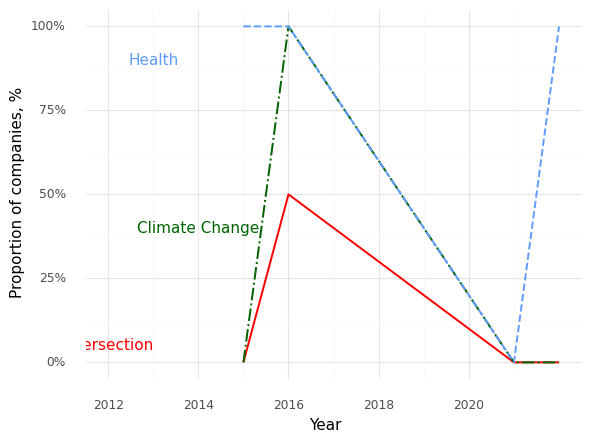 100%
Health
75%
Proportion of companies, %
50%
Climate Change
25%
ersection
0%
2012 2014 2016 2018 2020
Year